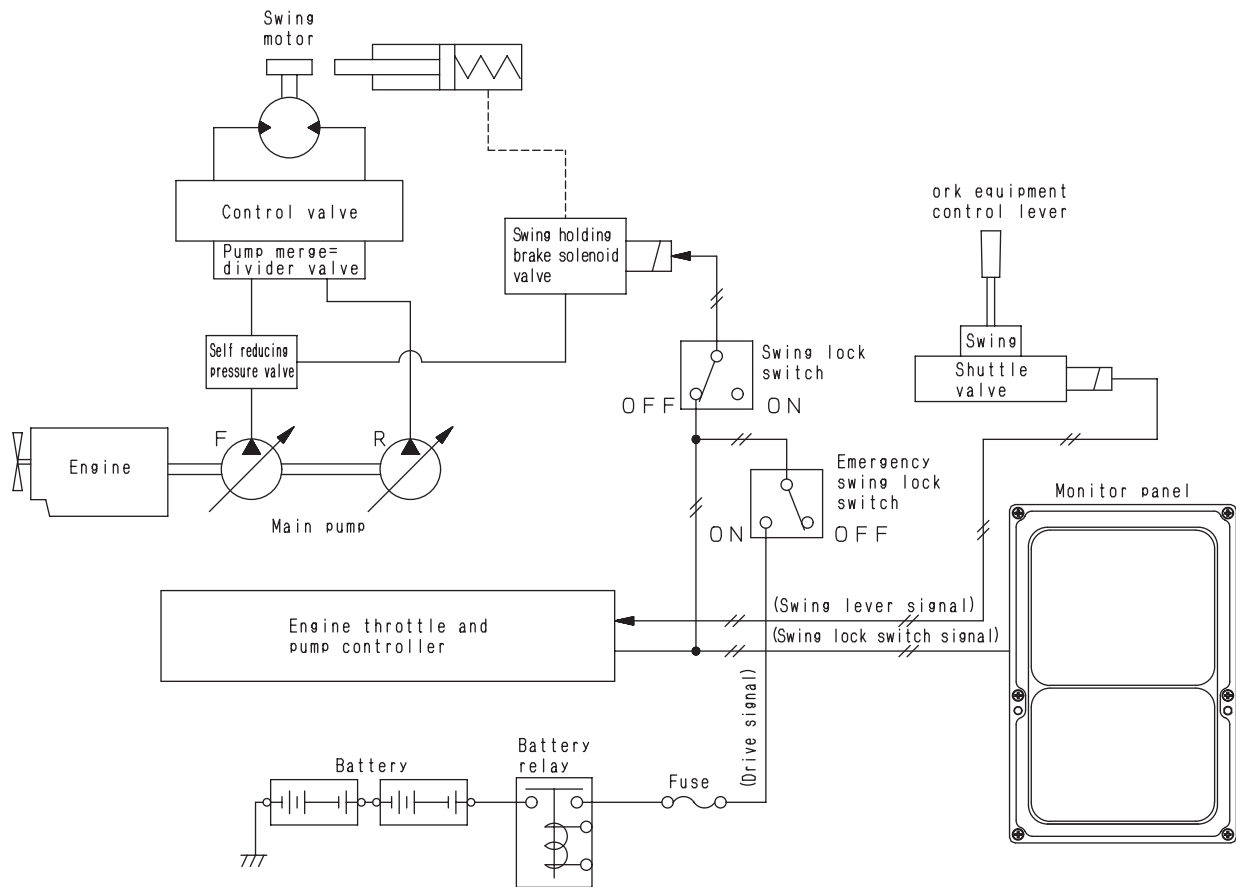 Swing
motor
Control valve
Pump merge=
divider valve
Self reducing
pressure valve
F
R
Engine
Main pump
Swing holding
brake solenoid
valve
Swing lock
switch
OFF
ON
Emergency
swing lock
switch
ON
OFF
ork equipment
control lever
Swing
Shuttle
valve
Monitor panel
Engine throttle and
pump controller
(Swing lever signal)
(Swing lock switch signal)
(Drive signal)
Battery
Battery
relay
Fuse